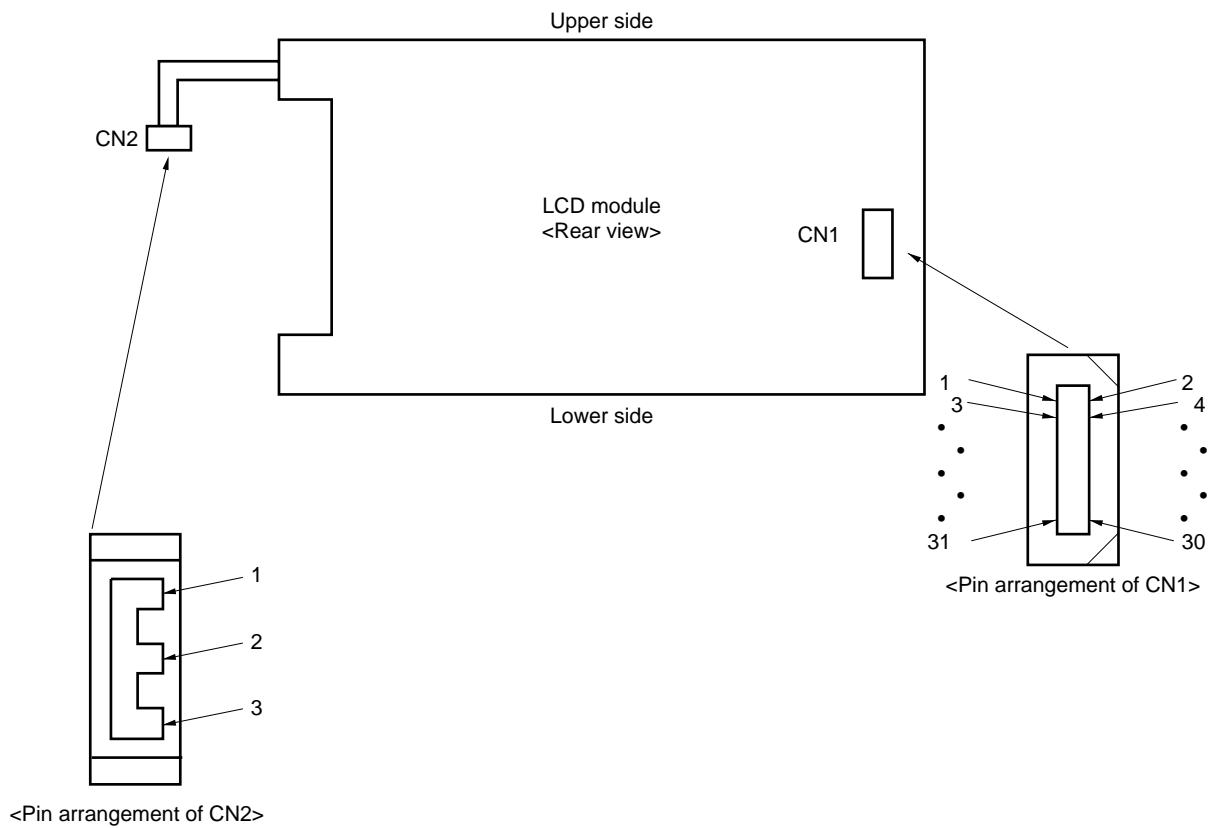 Upper side
CN2
LCD module
<Rear view>
CN1
Lower side
1 2
3 4
31 30
<Pin arrangement of CN1>
1
2
3
<Pin arrangement of CN2>